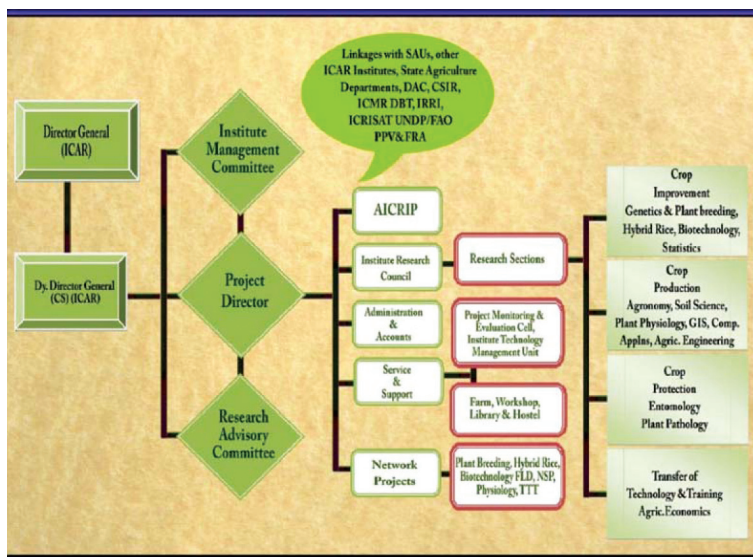 Linkages with SAUs, other
ICAR Institutes, State Agriculture
Departments, DAC, CSIR,
ICMR DBT, IRRI,
ICRISAT UNDP/FAO
PPV&FRA
Director General
(ICAR)
Dy. Director General
(CS) (ICAR)
Institute
Management
Committee
Project
Director
Research
Advisory
Committee
AICRIP
Institute Research
Council
Administration
&
Accounts
Service
&
Support
Network
Projects
Research Sections
Project Monitoring &
Evaluation Cell,
Institute Technology
Management Unit
Farm, Workshop,
Library & Hostel
Plant Breeding, Hybrid Rice,
Biotechnology FLD, NSP,
Physiology, TTT
Crop
Improvement
Genetics & Plant breeding,
Hybrid Rice, Biotechnology,
Statistics
Crop
Production
Agronomy, Soil Science,
Plant Physiology, GIS, Comp.
Applns, Agric. Engineering
Crop
Protection
Entomology
Plant Pathology
Transfer of
Technology & Training
Agric.Economics